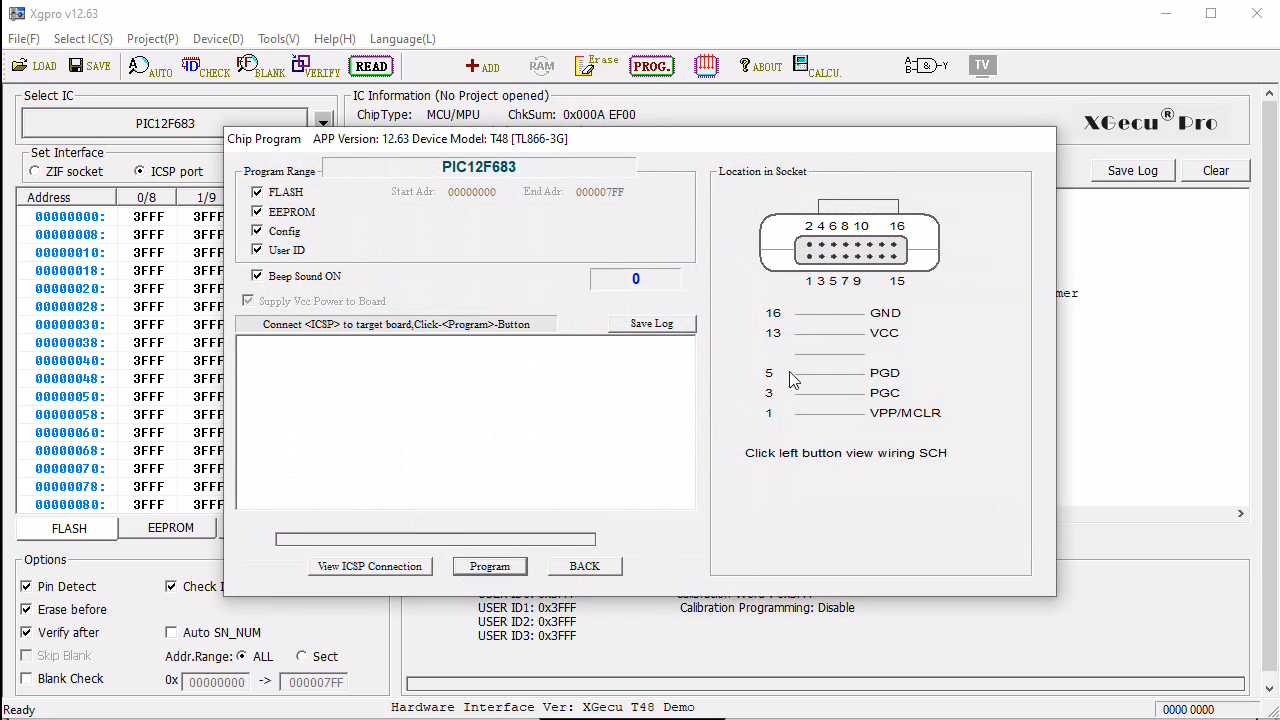 Xgpro v12.63
File(F) Select IC(S) Project(P) Device(D) Tools(V) Help(H) Language(L)
LOAD SAVE AUTO CHECK BLANK VERIFY READ ADD RAM Erase PROG. ABOUT CALCU. TV
Select IC
PIC12F683
IC Information (No Project opened)
ChipType: MCU/MPU ChkSum: 0x000A EF00
XGecu® Pro
Set Interface
ZIF socket ICSP port
Save Log Clear
Address 0/8 1/9
00000000: 3FFF 3FFF
00000008: 3FFF 3FFF
00000010: 3FFF 3FFF
00000018: 3FFF 3FFF
00000020: 3FFF 3FFF
00000028: 3FFF 3FFF
00000030: 3FFF 3FFF
00000038: 3FFF 3FFF
00000040: 3FFF 3FFF
00000048: 3FFF 3FFF
00000050: 3FFF 3FFF
00000058: 3FFF 3FFF
00000060: 3FFF 3FFF
00000068: 3FFF 3FFF
00000070: 3FFF 3FFF
00000078: 3FFF 3FFF
00000080: 3FFF 3FFF
FLASH EEPROM
Chip Program APP Version: 12.63 Device Model: T48 [TL866-3G]
Program Range
PIC12F683
FLASH Start Adr: 00000000 End Adr: 000007FF
EEPROM
Config
User ID
Beep Sound ON
0
Supply Vcc Power to Board
Connect <ICSP> to target board,Click-<Program>-Button
Save Log
View ICSP Connection Program BACK
Location in Socket
2 4 6 8 10 16
1 3 5 7 9 15
16 GND
13 VCC
5 PGD
3 PGC
1 VPP/MCLR
Click left button view wiring SCH
Options
Pin Detect
Erase before
Verify after Auto SN_NUM
Skip Blank Addr.Range: ALL Sect
Blank Check 0x 00000000 -> 000007FF
USER ID1: 0x3FFF Calibration Programming: Disable
USER ID2: 0x3FFF
USER ID3: 0x3FFF
Ready Hardware Interface Ver: XGecu T48 Demo 0000 0000